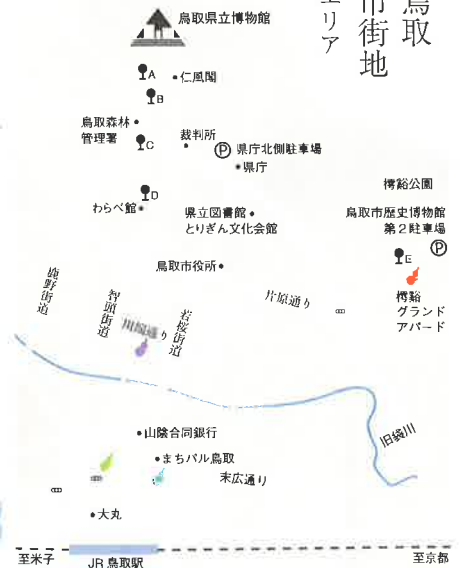 鳥取
市街地
エリア
鳥取県立博物館
A
仁風閣
B
鳥取森林
管理署
C
裁判所
P 県庁北側駐車場
県庁
D
わらべ館
県立図書館
とりぎん文化会館
樗谿公園
鳥取市歴史博物館
第2駐車場
P
E
樗谿
グランド
アパード
鳥取市役所
鹿野街道
智頭街道
川端通り
若桜街道
片原通り
旧袋川
山陰合同銀行
まちパル鳥取
末広通り
大丸
至米子
JR 鳥取駅
至京都